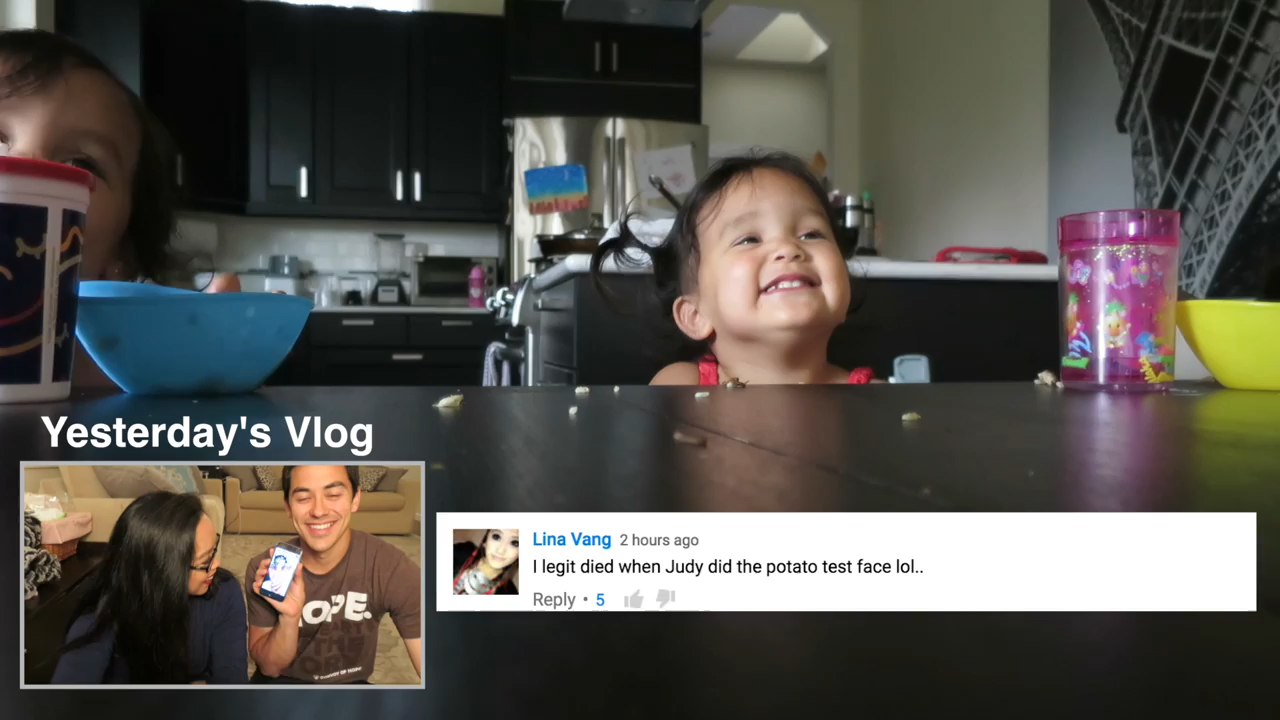 Yesterday's Vlog
HOPE.
Lina Vang 2 hours ago
I legit died when Judy did the potato test face lol..
Reply • 5